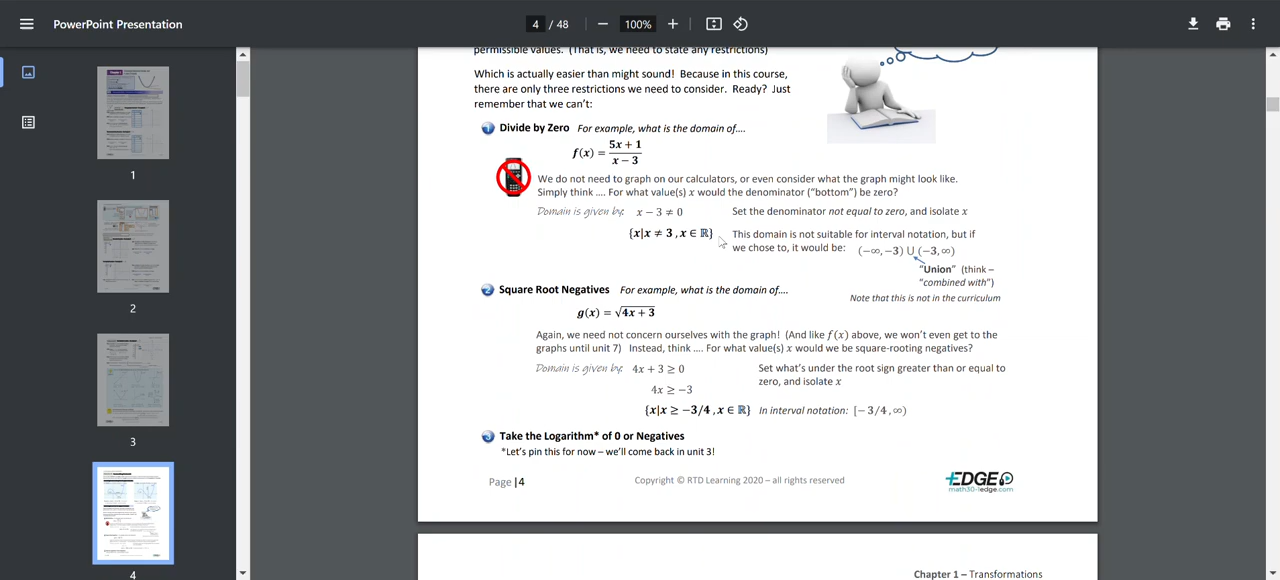 PowerPoint Presentation
4 / 48
100%
1
2
3
4
permissible values. (That is, we need to state any restrictions)
Which is actually easier than might sound! Because in this course,
there are only three restrictions we need to consider. Ready? Just
remember that we can't:
1 Divide by Zero For example, what is the domain of....
f(x) = (5x + 1)/(x − 3)
We do not need to graph on our calculators, or even consider what the graph might look like.
Simply think .... For what value(s) x would the denominator ("bottom") be zero?
Domain is given by: x − 3 ≠ 0 Set the denominator not equal to zero, and isolate x
{x|x ≠ 3 , x ∈ ℝ} This domain is not suitable for interval notation, but if
we chose to, it would be: (−∞, −3) ∪ (−3, ∞)
"Union" (think –
"combined with")
Note that this is not in the curriculum
2 Square Root Negatives For example, what is the domain of....
g(x) = √(4x + 3)
Again, we need not concern ourselves with the graph! (And like f(x) above, we won't even get to the
graphs until unit 7) Instead, think .... For what value(s) x would we be square-rooting negatives?
Domain is given by: 4x + 3 ≥ 0 Set what's under the root sign greater than or equal to
zero, and isolate x
4x ≥ −3
{x|x ≥ −3/4 , x ∈ ℝ} In interval notation: [−3/4 , ∞)
3 Take the Logarithm* of 0 or Negatives
*Let's pin this for now – we'll come back in unit 3!
Page |4 Copyright © RTD Learning 2020 – all rights reserved
EDGE
math30-1edge.com
Chapter 1 – Transformations